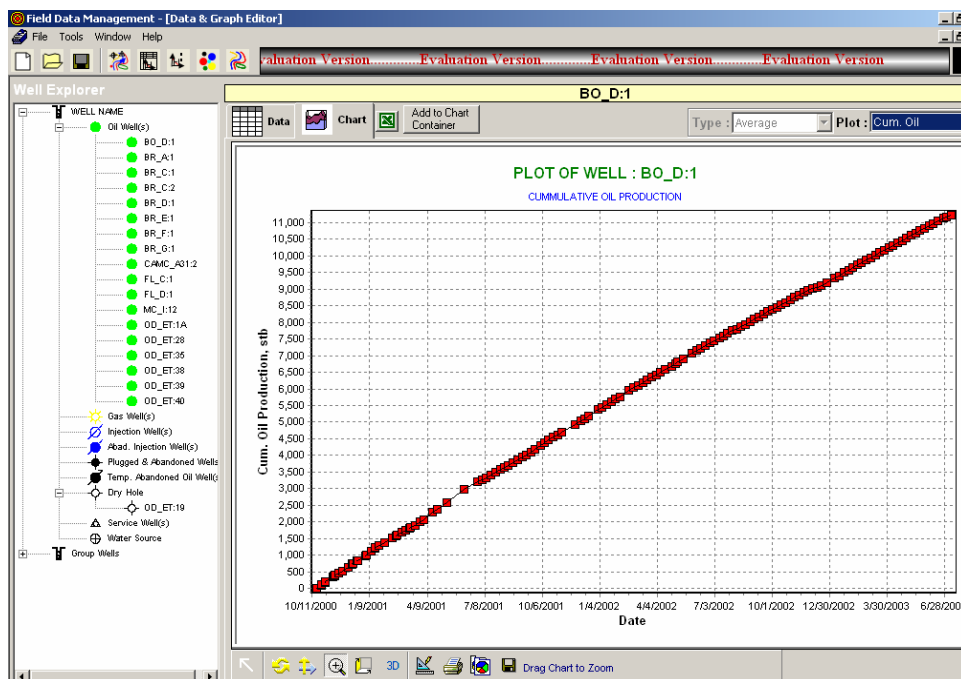 Field Data Management - [Data & Graph Editor]
File Tools Window Help
valuation Version............Evaluation Version............Evaluation Version............Evaluation Version
Well Explorer
WELL NAME
Oil Well(s)
BO_D:1
BR_A:1
BR_C:1
BR_C:2
BR_D:1
BR_E:1
BR_F:1
BR_G:1
CAMC_A31:2
FL_C:1
FL_D:1
MC_I:12
OD_ET:1A
OD_ET:28
OD_ET:35
OD_ET:38
OD_ET:39
OD_ET:40
Gas Well(s)
Injection Well(s)
Abad. Injection Well(s)
Plugged & Abandoned Wells
Temp. Abandoned Oil Well(s
Dry Hole
OD_ET:19
Service Well(s)
Water Source
Group Wells
BO_D:1
Data Chart Add to Chart Container Type : Average Plot : Cum. Oil
PLOT OF WELL : BO_D:1
CUMMULATIVE OIL PRODUCTION
Cum. Oil Production, stb
11,000
10,500
10,000
9,500
9,000
8,500
8,000
7,500
7,000
6,500
6,000
5,500
5,000
4,500
4,000
3,500
3,000
2,500
2,000
1,500
1,000
500
0
10/11/2000 1/9/2001 4/9/2001 7/8/2001 10/6/2001 1/4/2002 4/4/2002 7/3/2002 10/1/2002 12/30/2002 3/30/2003 6/28/200
Date
3D Drag Chart to Zoom